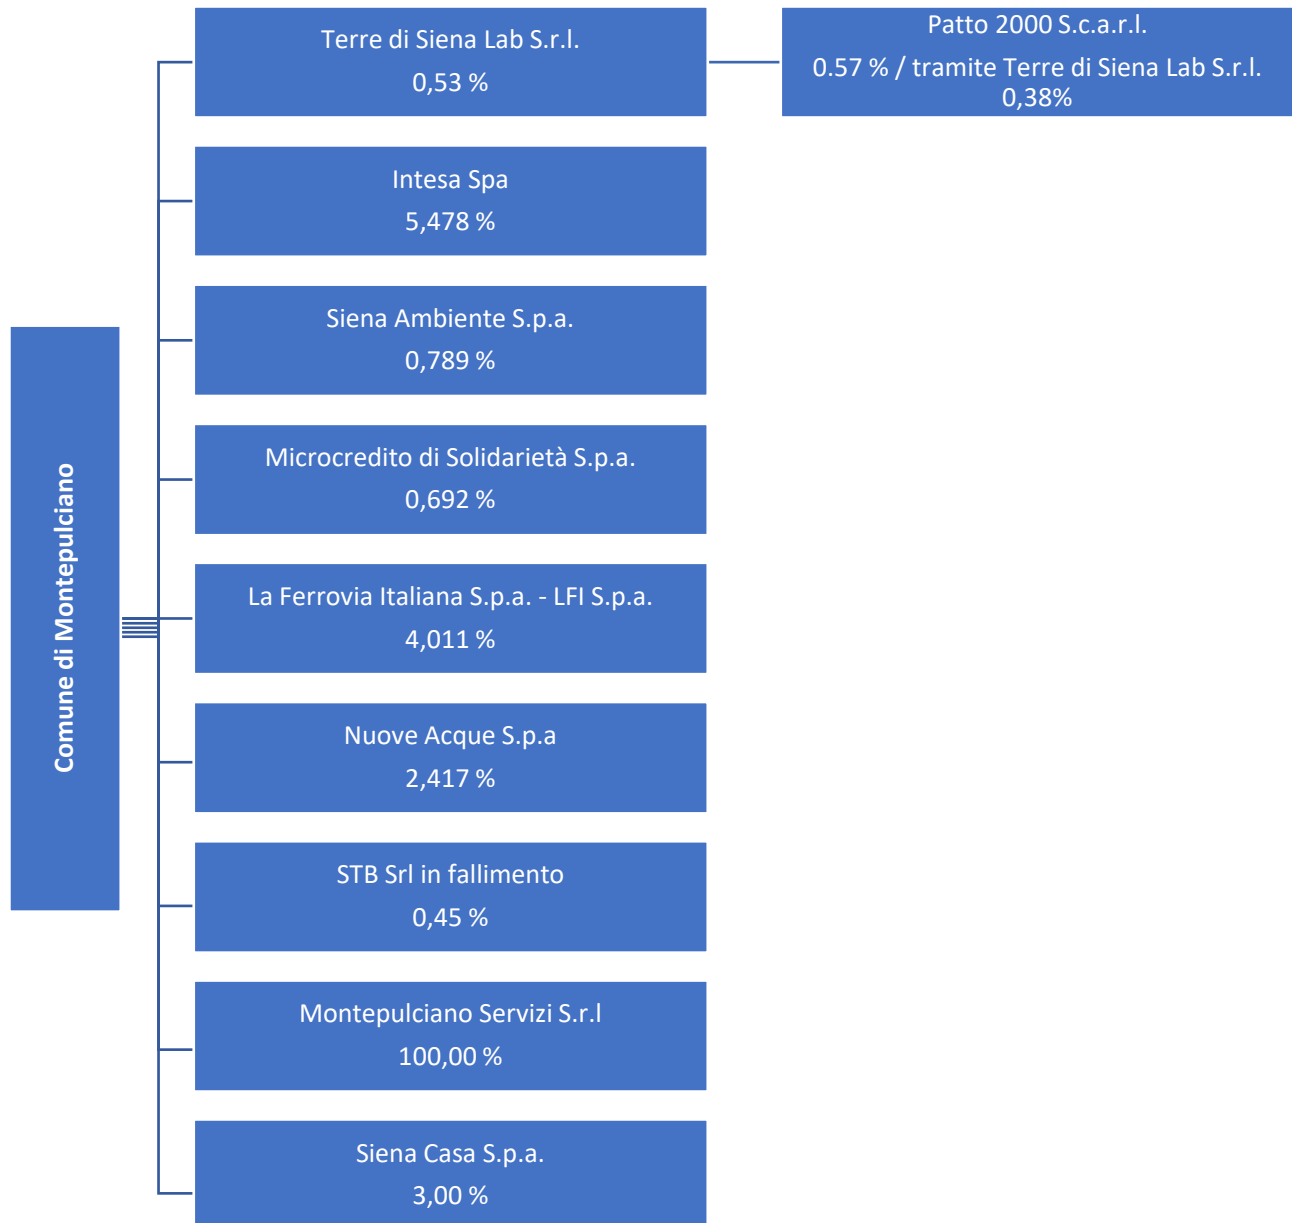 Comune di Montepulciano
Terre di Siena Lab S.r.l.
0,53 %
Patto 2000 S.c.a.r.l.
0.57 % / tramite Terre di Siena Lab S.r.l.
0,38%
Intesa Spa
5,478 %
Siena Ambiente S.p.a.
0,789 %
Microcredito di Solidarietà S.p.a.
0,692 %
La Ferrovia Italiana S.p.a. - LFI S.p.a.
4,011 %
Nuove Acque S.p.a
2,417 %
STB Srl in fallimento
0,45 %
Montepulciano Servizi S.r.l
100,00 %
Siena Casa S.p.a.
3,00 %